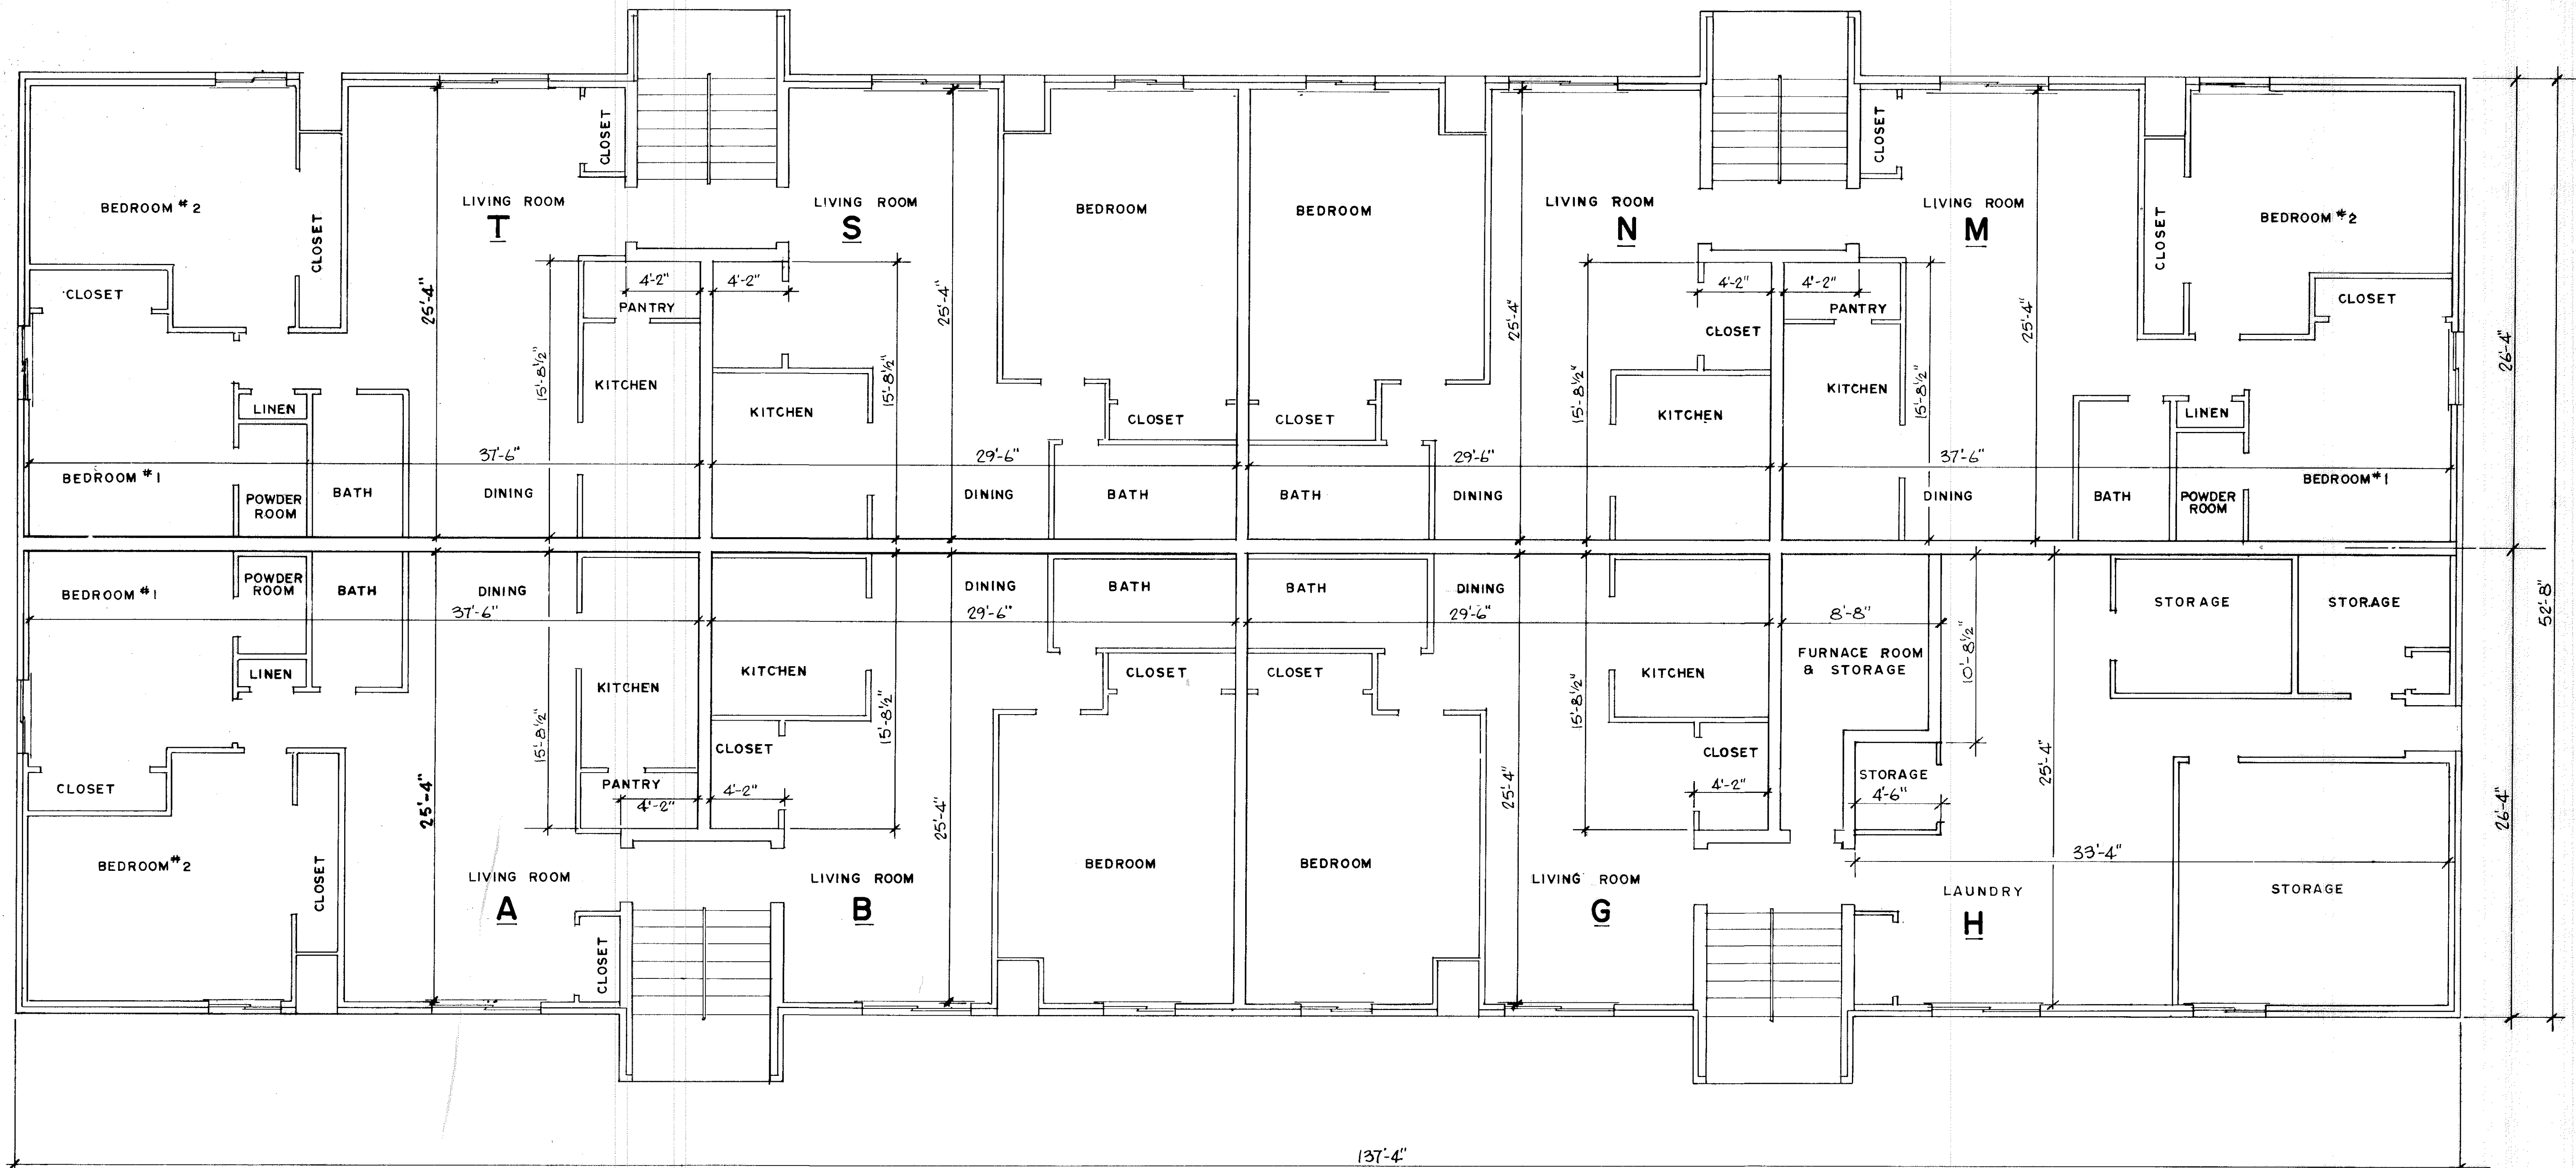 BEDROOM #2
CLOSET
CLOSET
LIVING ROOM
T
CLOSET
25'-4"
4'-2"
PANTRY
15'-8½"
KITCHEN
LINEN
37'-6"
BEDROOM #1
POWDER
ROOM
BATH
DINING
LIVING ROOM
S
4'-2"
15'-8½"
25'-4"
KITCHEN
BEDROOM
CLOSET
29'-6"
DINING
BATH
BEDROOM
CLOSET
29'-6"
BATH
DINING
LIVING ROOM
N
25'-4"
4'-2"
CLOSET
15'-8½"
KITCHEN
CLOSET
LIVING ROOM
M
4'-2"
PANTRY
25'-4"
15'-8½"
KITCHEN
37'-6"
DINING
CLOSET
BEDROOM #2
CLOSET
LINEN
BEDROOM #1
BATH
POWDER
ROOM
26'-4"
52'-8"
BEDROOM #1
POWDER
ROOM
BATH
DINING
37'-6"
LINEN
KITCHEN
15'-8½"
PANTRY
4'-2"
25'-4"
CLOSET
BEDROOM #2
CLOSET
LIVING ROOM
A
CLOSET
DINING
BATH
29'-6"
KITCHEN
CLOSET
15'-8½"
CLOSET
4'-2"
25'-4"
LIVING ROOM
B
BEDROOM
BATH
DINING
29'-6"
CLOSET
KITCHEN
15'-8½"
25'-4"
CLOSET
4'-2"
BEDROOM
LIVING ROOM
G
8'-8"
FURNACE ROOM
& STORAGE
10'-8½"
STORAGE
4'-6"
25'-4"
STORAGE
STORAGE
33'-4"
LAUNDRY
H
STORAGE
26'-4"
137'-4"